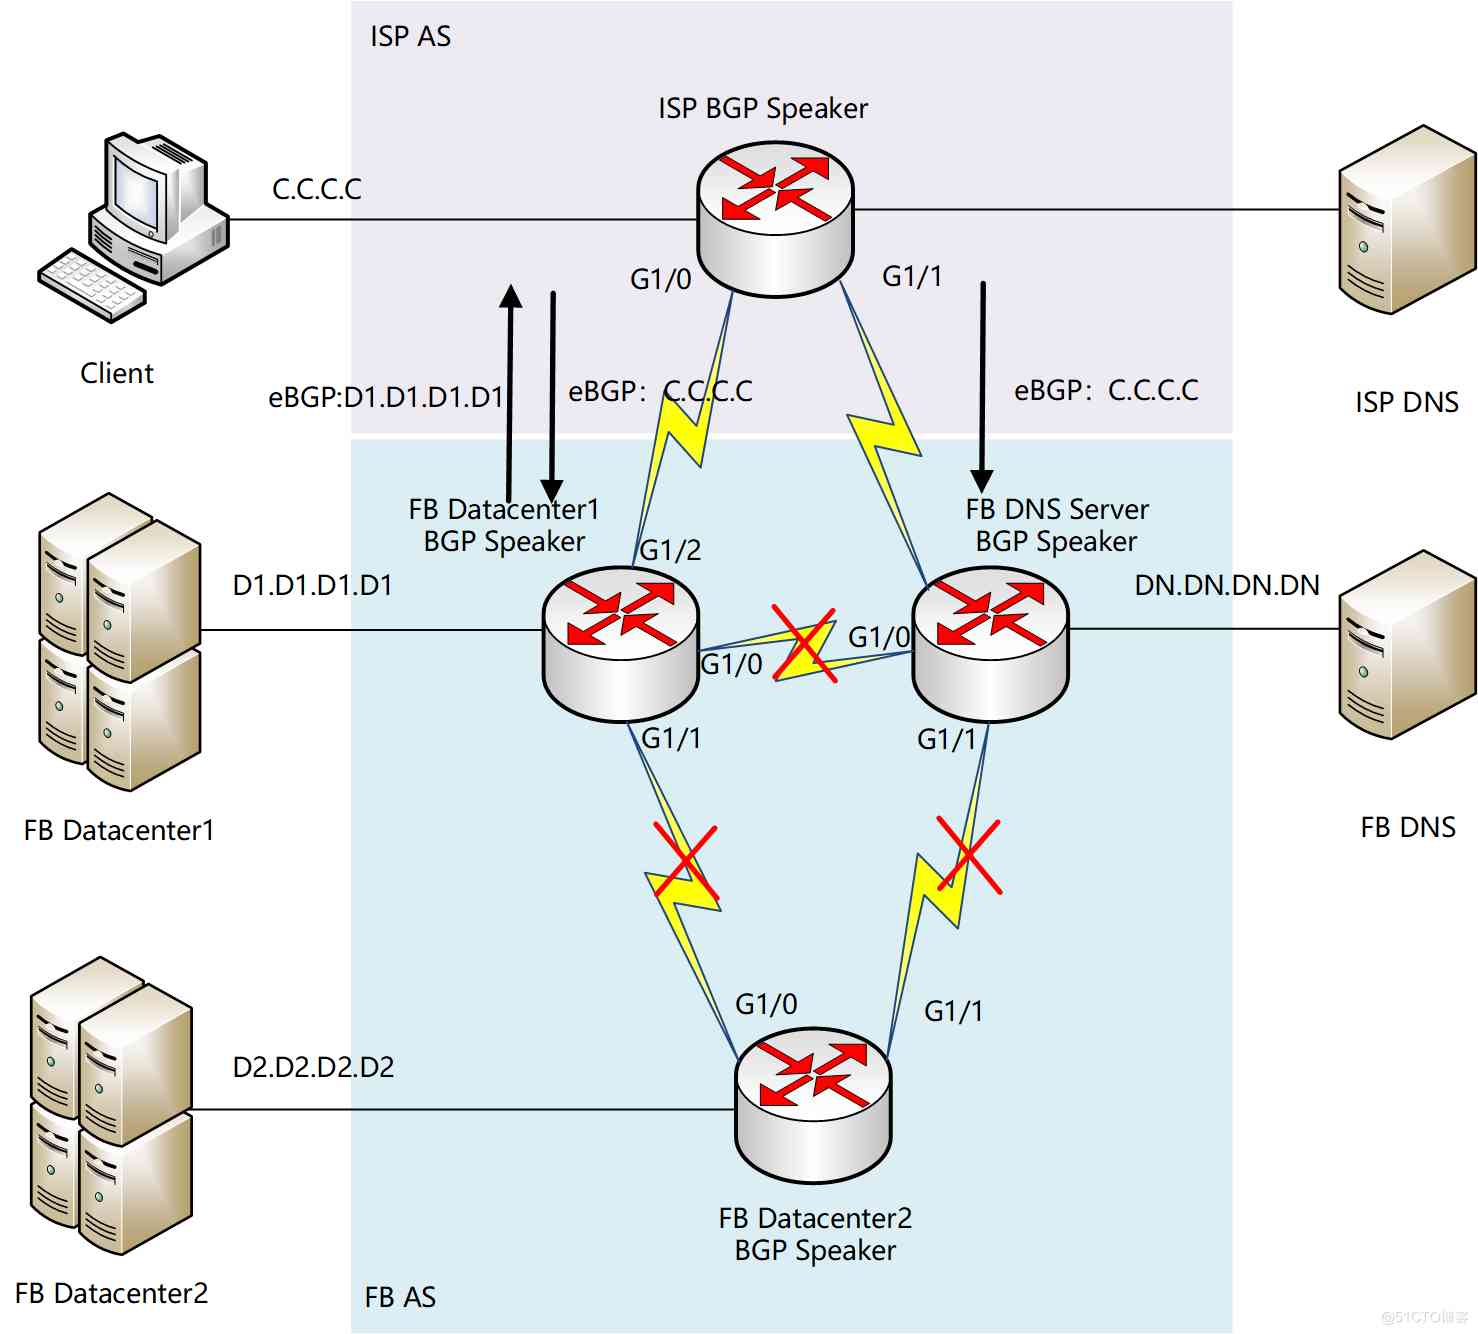 ISP AS
ISP BGP Speaker
C.C.C.C
G1/0
G1/1
Client
eBGP:D1.D1.D1.D1
eBGP：C.C.C.C
eBGP：C.C.C.C
ISP DNS
FB Datacenter1
BGP Speaker
FB DNS Server
BGP Speaker
G1/2
D1.D1.D1.D1
DN.DN.DN.DN
G1/0
G1/0
G1/1
G1/1
FB Datacenter1
FB DNS
G1/0
G1/1
D2.D2.D2.D2
FB Datacenter2
BGP Speaker
FB Datacenter2
FB AS
@51CTO博客